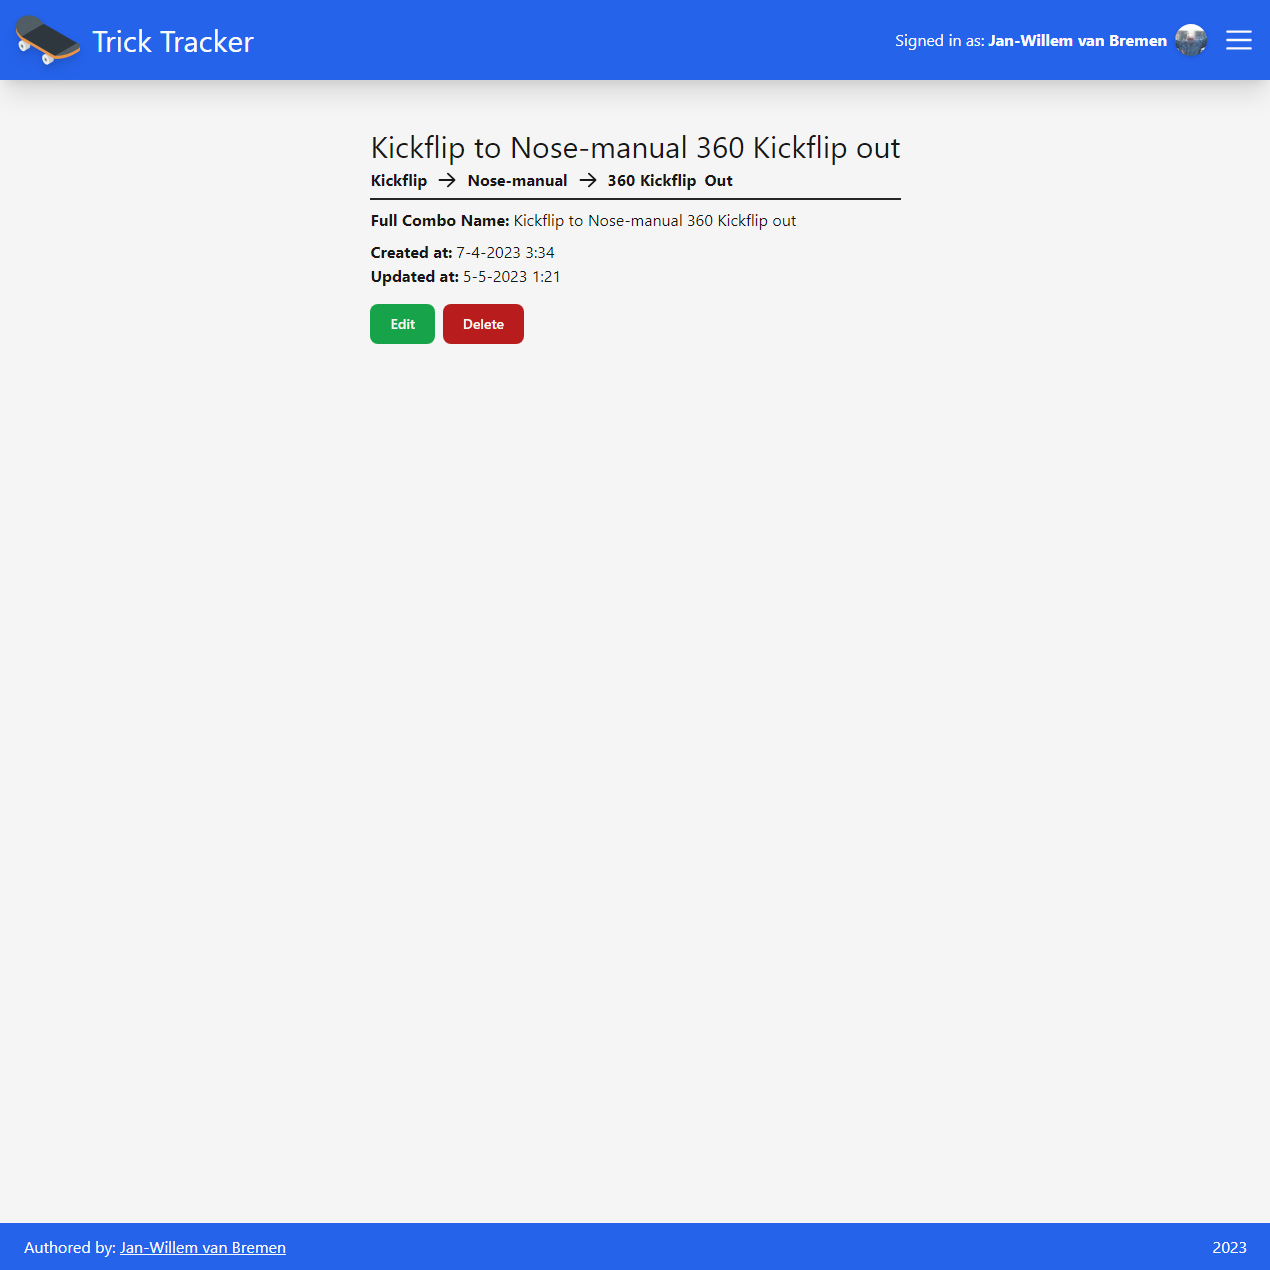 Trick Tracker
Signed in as: Jan-Willem van Bremen
Kickflip to Nose-manual 360 Kickflip out
Kickflip → Nose-manual → 360 Kickflip Out
Full Combo Name: Kickflip to Nose-manual 360 Kickflip out
Created at: 7-4-2023 3:34
Updated at: 5-5-2023 1:21
Edit Delete
Authored by: Jan-Willem van Bremen
2023